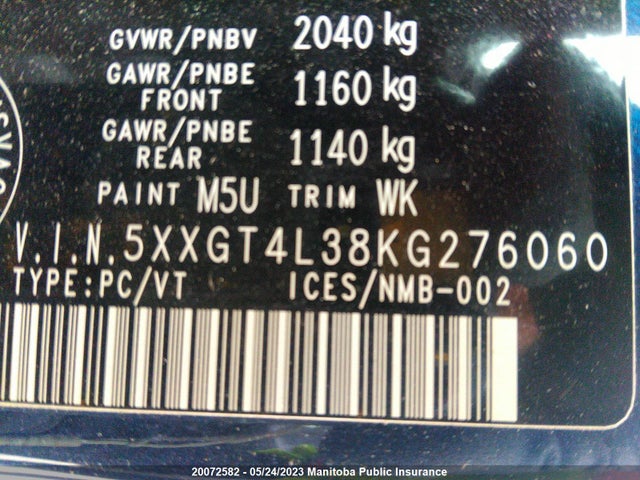 GVWR/PNBV 2040 kg
GAWR/PNBE FRONT 1160 kg
GAWR/PNBE REAR 1140 kg
PAINT M5U TRIM WK
V.I.N.5XXGT4L38KG276060
TYPE:PC/VT ICES/NMB-002
20072582 - 05/24/2023 Manitoba Public Insurance